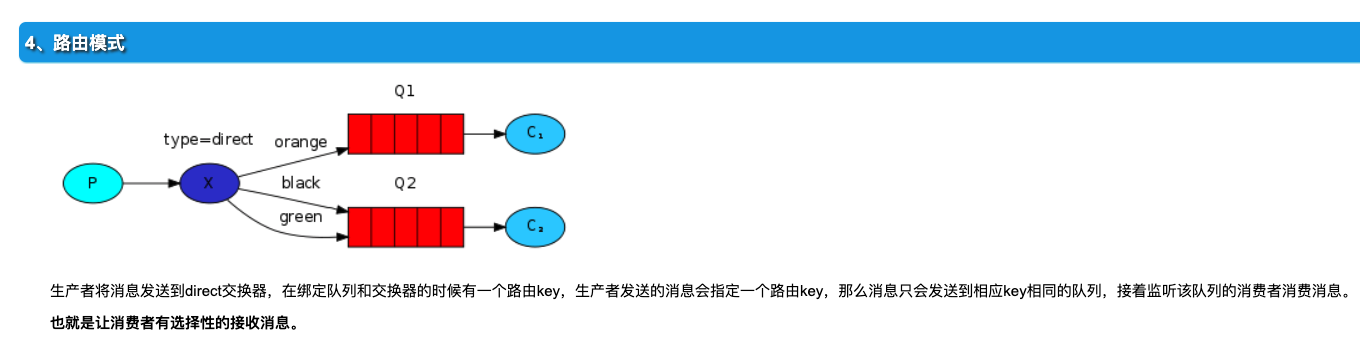 4、路由模式
Q1
type=direct
orange
C₁
P
X
black
Q2
green
C₂
生产者将消息发送到direct交换器，在绑定队列和交换器的时候有一个路由key，生产者发送的消息会指定一个路由key，那么消息只会发送到相应key相同的队列，接着监听该队列的消费者消费消息。
也就是让消费者有选择性的接收消息。